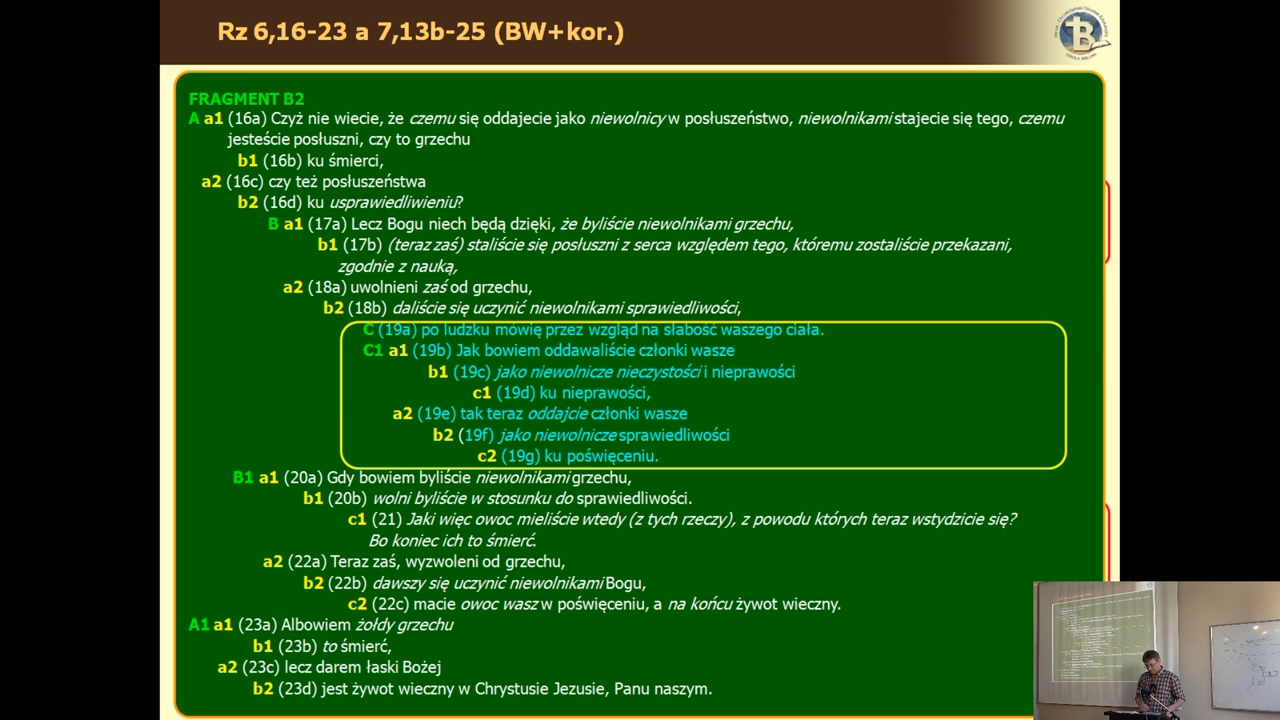 Rz 6,16-23 a 7,13b-25 (BW+kor.)
FRAGMENT B2
A a1 (16a) Czyż nie wiecie, że czemu się oddajecie jako niewolnicy w posłuszeństwo, niewolnikami stajecie się tego, czemu
jesteście posłuszni, czy to grzechu
b1 (16b) ku śmierci,
a2 (16c) czy też posłuszeństwa
b2 (16d) ku usprawiedliwieniu?
B a1 (17a) Lecz Bogu niech będą dzięki, że byliście niewolnikami grzechu,
b1 (17b) (teraz zaś) staliście się posłuszni z serca względem tego, któremu zostaliście przekazani,
zgodnie z nauką,
a2 (18a) uwolnieni zaś od grzechu,
b2 (18b) daliście się uczynić niewolnikami sprawiedliwości,
C (19a) po ludzku mówię przez wzgląd na słabość waszego ciała.
C1 a1 (19b) Jak bowiem oddawaliście członki wasze
b1 (19c) jako niewolnicze nieczystości i nieprawości
c1 (19d) ku nieprawości,
a2 (19e) tak teraz oddajcie członki wasze
b2 (19f) jako niewolnicze sprawiedliwości
c2 (19g) ku poświęceniu.
B1 a1 (20a) Gdy bowiem byliście niewolnikami grzechu,
b1 (20b) wolni byliście w stosunku do sprawiedliwości.
c1 (21) Jaki więc owoc mieliście wtedy (z tych rzeczy), z powodu których teraz wstydzicie się?
Bo koniec ich to śmierć.
a2 (22a) Teraz zaś, wyzwoleni od grzechu,
b2 (22b) dawszy się uczynić niewolnikami Bogu,
c2 (22c) macie owoc wasz w poświęceniu, a na końcu żywot wieczny.
A1 a1 (23a) Albowiem żołdy grzechu
b1 (23b) to śmierć,
a2 (23c) lecz darem łaski Bożej
b2 (23d) jest żywot wieczny w Chrystusie Jezusie, Panu naszym.